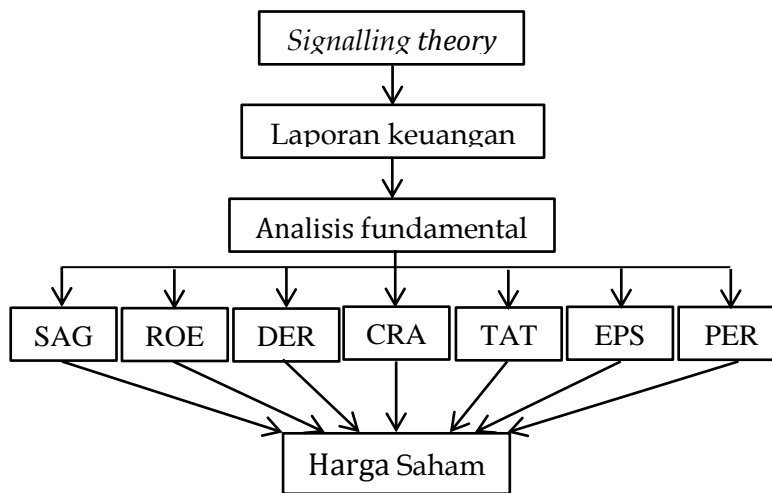 Signalling theory
Laporan keuangan
Analisis fundamental
SAG ROE DER CRA TAT EPS PER
Harga Saham